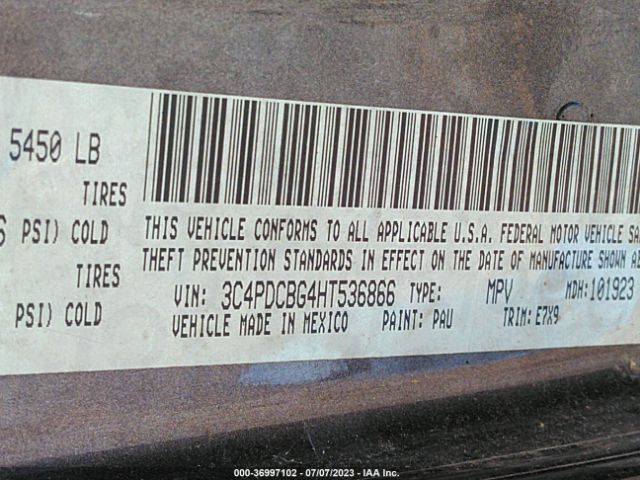 5450 LB
TIRES
PSI) COLD
TIRES
PSI) COLD
THIS VEHICLE CONFORMS TO ALL APPLICABLE U.S.A. FEDERAL MOTOR VEHICLE SA
THEFT PREVENTION STANDARDS IN EFFECT ON THE DATE OF MANUFACTURE SHOWN AB
VIN: 3C4PDCBG4HT536866 TYPE: MPV MDH:101923
VEHICLE MADE IN MEXICO PAINT: PAU TRIM: E7X9
000-36997102 - 07/07/2023 - IAA Inc.